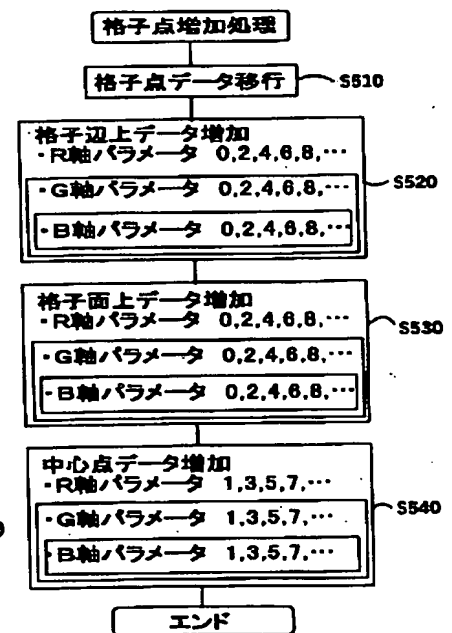 格子点増加処理
格子点データ移行 S510
格子辺上データ増加
・R軸パラメータ 0,2,4,6,8,…
・G軸パラメータ 0,2,4,6,8,… S520
・B軸パラメータ 0,2,4,6,8,…
格子面上データ増加
・R軸パラメータ 0,2,4,6,8,… S530
・G軸パラメータ 0,2,4,6,8,…
・B軸パラメータ 0,2,4,6,8,…
中心点データ増加
・R軸パラメータ 1,3,5,7,…
・G軸パラメータ 1,3,5,7,… S540
・B軸パラメータ 1,3,5,7,…
エンド